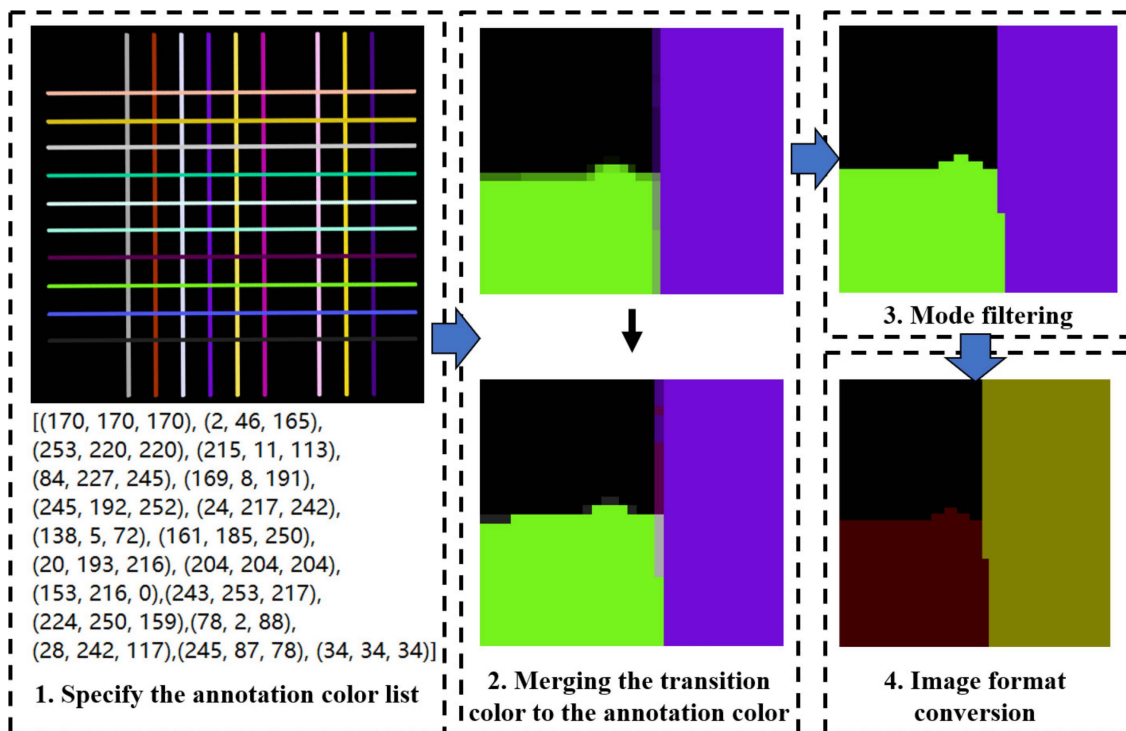 [(170, 170, 170), (2, 46, 165),
(253, 220, 220), (215, 11, 113),
(84, 227, 245), (169, 8, 191),
(245, 192, 252), (24, 217, 242),
(138, 5, 72), (161, 185, 250),
(20, 193, 216), (204, 204, 204),
(153, 216, 0),(243, 253, 217),
(224, 250, 159),(78, 2, 88),
(28, 242, 117),(245, 87, 78), (34, 34, 34)]
1. Specify the annotation color list
2. Merging the transition
color to the annotation color
3. Mode filtering
4. Image format
conversion